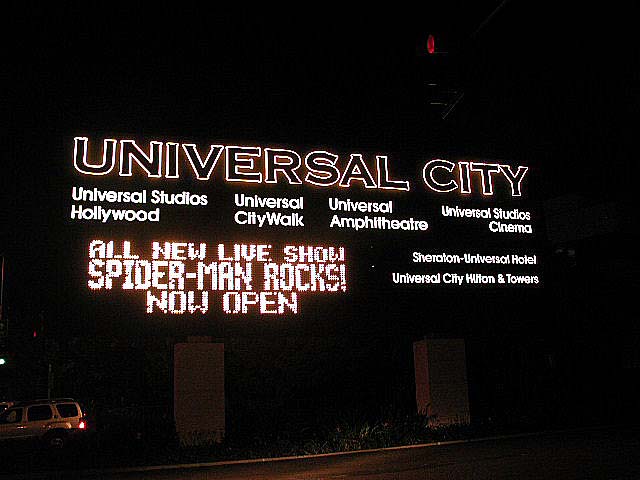 UNIVERSAL CITY
Universal Studios Hollywood
Universal CityWalk
Universal Amphitheatre
Universal Studios Cinema
ALL NEW LIVE SHOW
SPIDER-MAN ROCKS!
NOW OPEN
Sheraton-Universal Hotel
Universal City Hilton & Towers